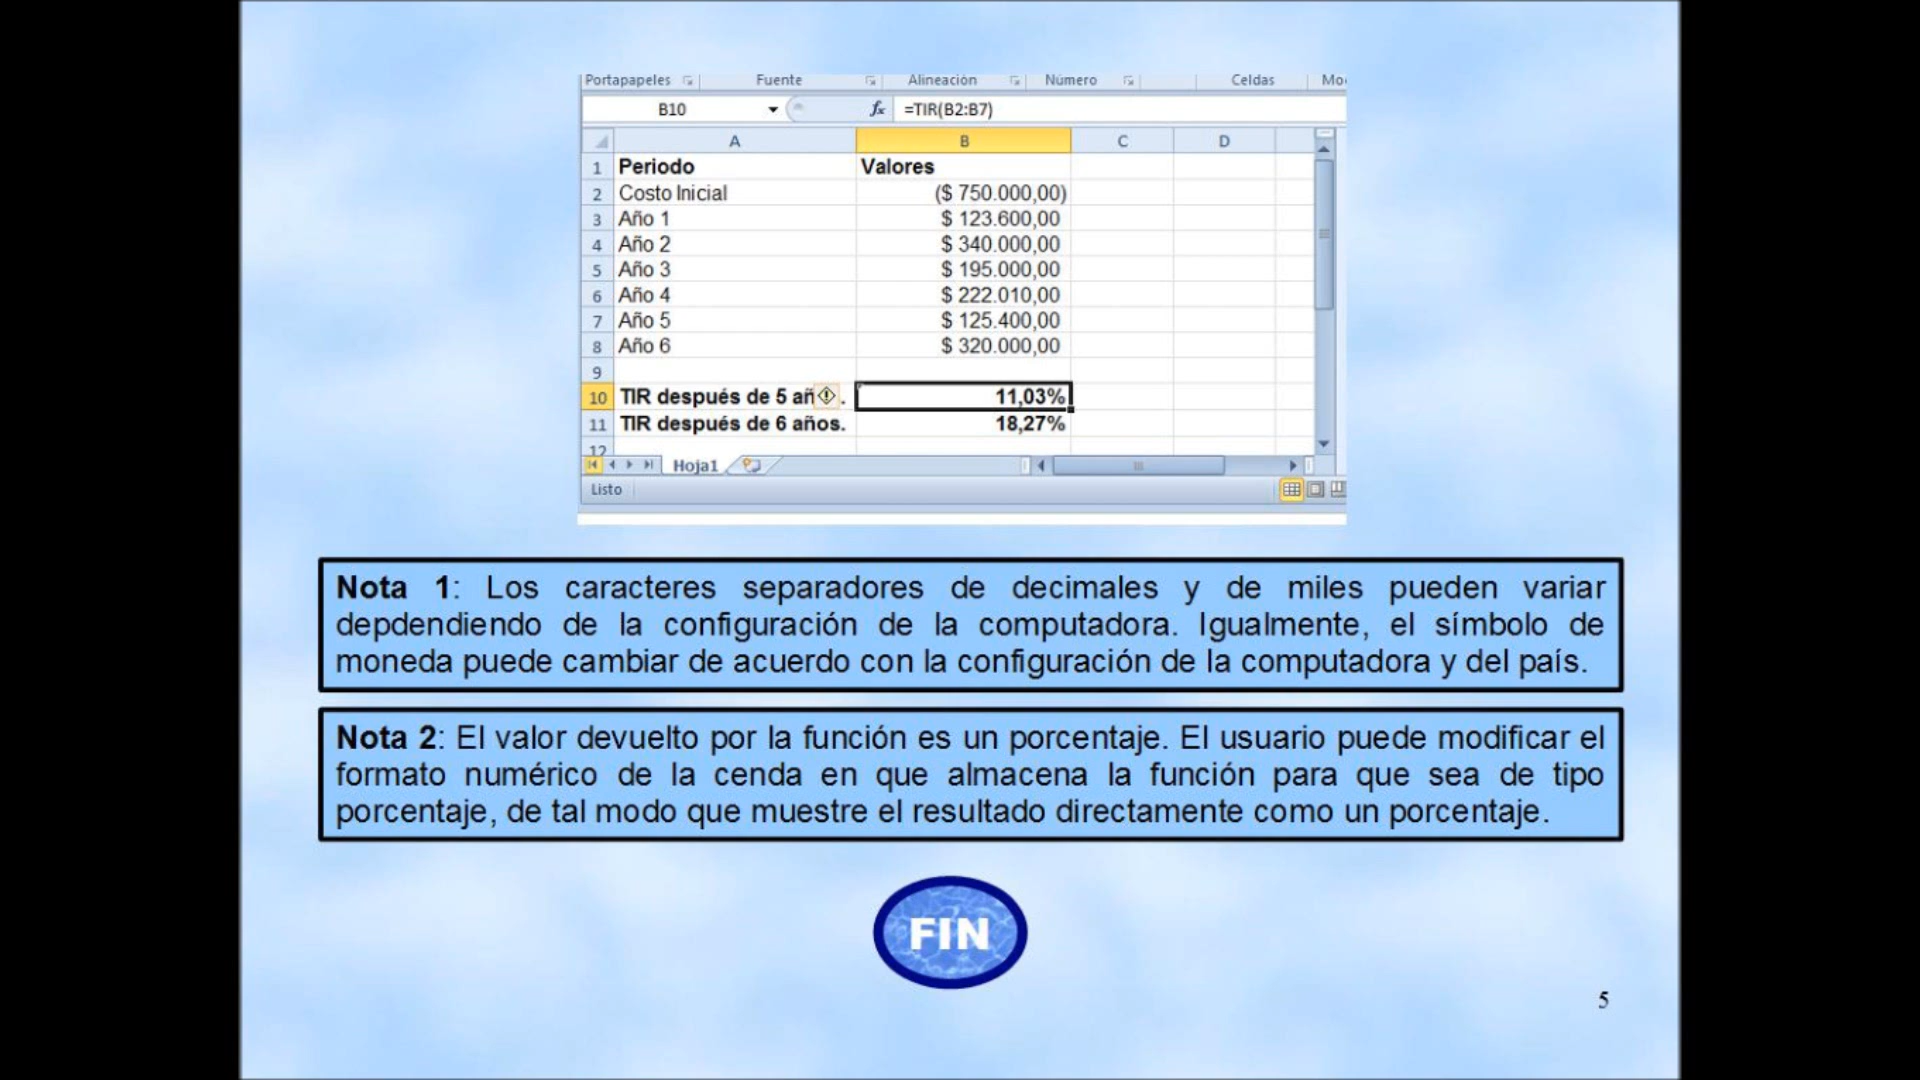 Portapapeles Fuente Alineación Número Celdas
B10 fx =TIR(B2:B7)
A B C D
1 Periodo Valores
2 Costo Inicial ($ 750.000,00)
3 Año 1 $ 123.600,00
4 Año 2 $ 340.000,00
5 Año 3 $ 195.000,00
6 Año 4 $ 222.010,00
7 Año 5 $ 125.400,00
8 Año 6 $ 320.000,00
9
10 TIR después de 5 añ . 11,03%
11 TIR después de 6 años. 18,27%
12
Hoja1
Listo
Nota 1: Los caracteres separadores de decimales y de miles pueden variar
depdendiendo de la configuración de la computadora. Igualmente, el símbolo de
moneda puede cambiar de acuerdo con la configuración de la computadora y del país.
Nota 2: El valor devuelto por la función es un porcentaje. El usuario puede modificar el
formato numérico de la cenda en que almacena la función para que sea de tipo
porcentaje, de tal modo que muestre el resultado directamente como un porcentaje.
FIN
5